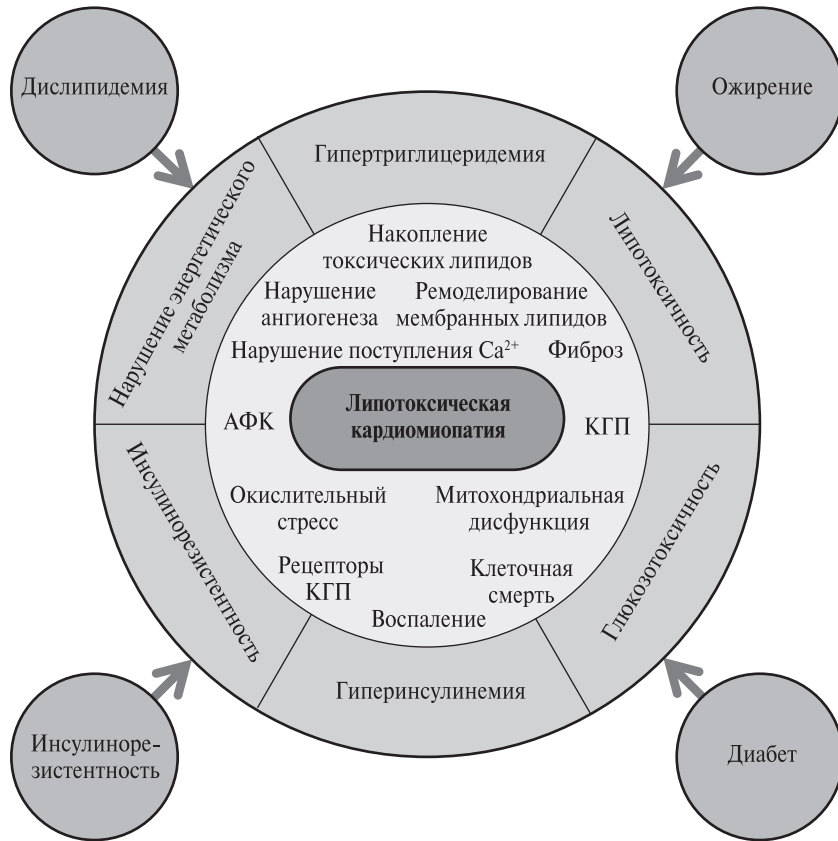 Дислипидемия
Ожирение
Гипертриглицеридемия
Нарушение энергетического
метаболизма
Липотоксичность
Накопление
токсических липидов
Нарушение
ангиогенеза
Ремоделирование
мембранных липидов
Нарушение поступления Ca²⁺
Фиброз
АФК
Липотоксическая
кардиомиопатия
КГП
Инсулинорезистентность
Окислительный
стресс
Митохондриальная
дисфункция
Глюкозотоксичность
Рецепторы
КГП
Клеточная
смерть
Воспаление
Гиперинсулинемия
Инсулиноре-
зистентность
Диабет